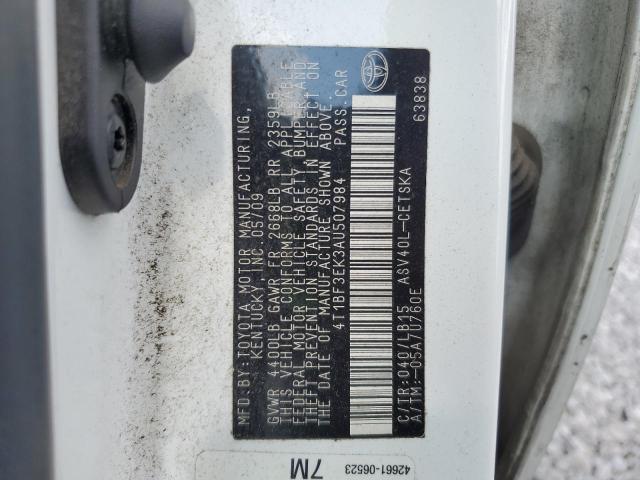 MFD.BY:TOYOTA MOTOR MANUFACTURING,
KENTUCKY, INC. 05/09
GVWR 4400LB GAWR FR 2668LB RR 2359LB
THIS VEHICLE CONFORMS TO ALL APPLICABLE
FEDERAL MOTOR VEHICLE SAFETY, BUMPER, AND
THEFT PREVENTION STANDARDS IN EFFECT ON
THE DATE OF MANUFACTURE SHOWN ABOVE.
4T1BF3EK3AU507984 PASS.CAR
C/TR:040/LB15 ASV40L-CETSKA
A/TM:-05A/U760E 63838
42661-06523
7M